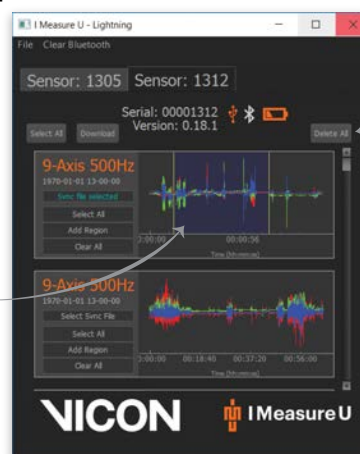 I Measure U - Lightning
File Clear Bluetooth
Sensor: 1305 Sensor: 1312
Serial: 00001312
Version: 0.18.1
Select All Download Delete All
9-Axis 500Hz
1970-01-01 13-00-00
Sync file selected
Select All
Add Region
Clear All
0:00:00 00:00:56
Time (hh:mm:ss)
9-Axis 500Hz
1970-01-01 13-00-00
Select Sync File
Select All
Add Region
Clear All
0:00:00 00:18:40 00:37:20 00:56:00
Time (hh:mm:ss)
VICON I Measure U